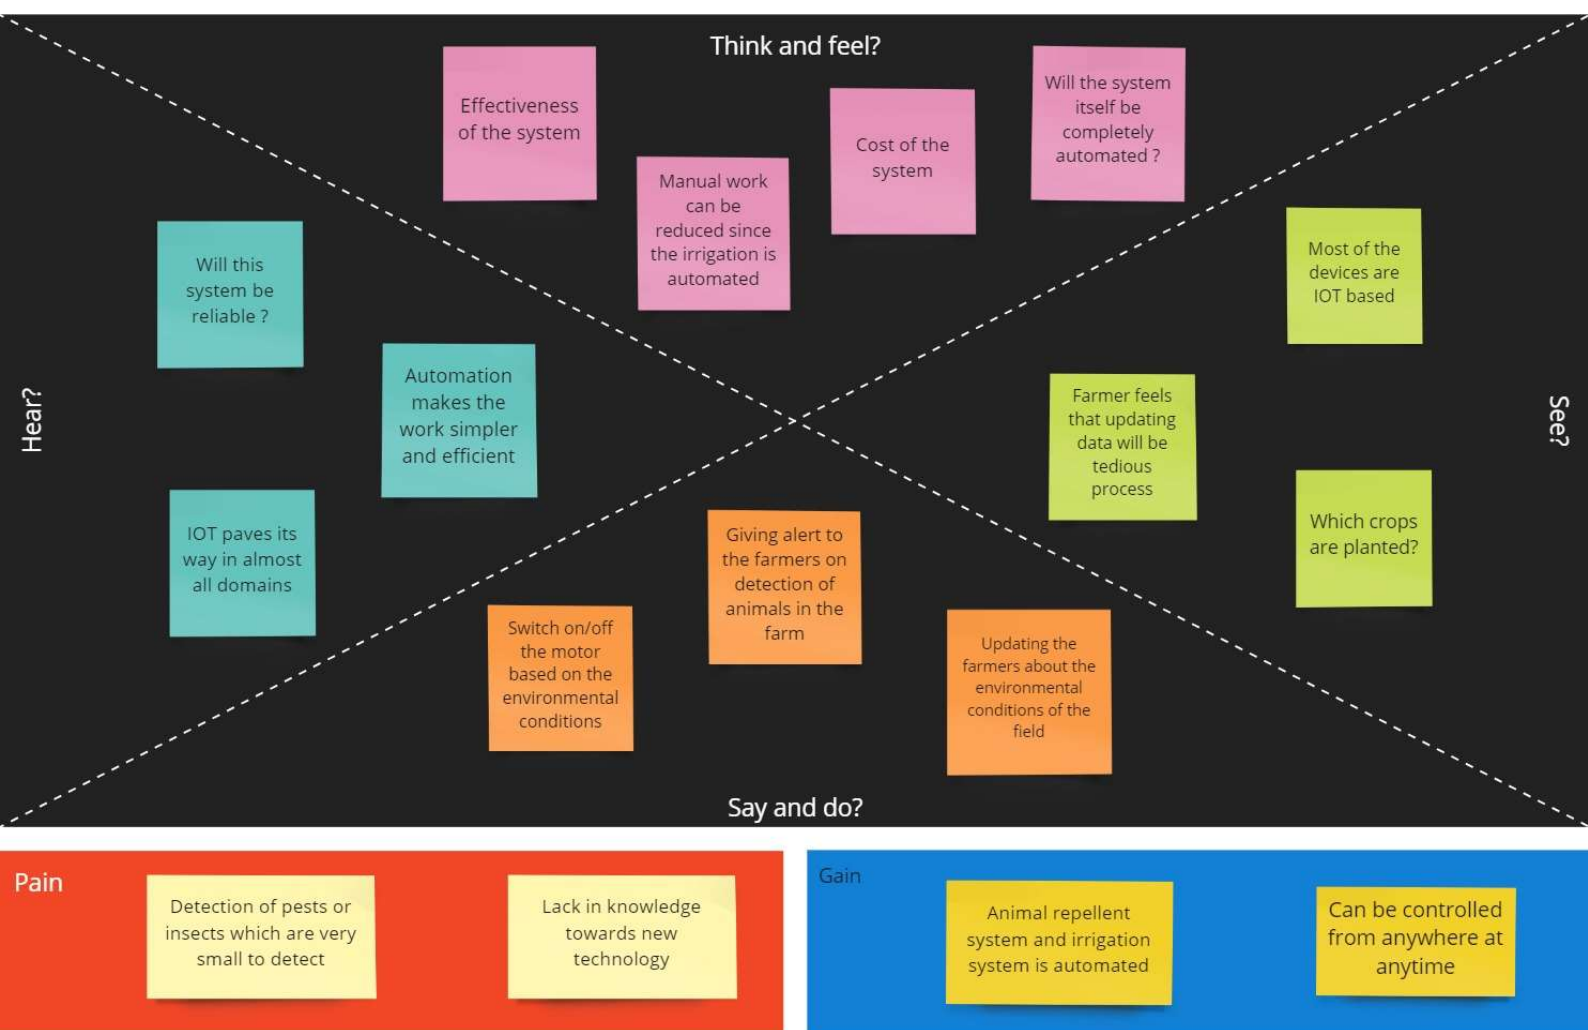 Think and feel?
Effectiveness
of the system
Manual work
can be
reduced since
the irrigation is
automated
Cost of the
system
Will the system
itself be
completely
automated ?
Hear?
Will this
system be
reliable ?
Automation
makes the
work simpler
and efficient
IOT paves its
way in almost
all domains
See?
Most of the
devices are
IOT based
Farmer feels
that updating
data will be
tedious
process
Which crops
are planted?
Switch on/off
the motor
based on the
environmental
conditions
Giving alert to
the farmers on
detection of
animals in the
farm
Updating the
farmers about the
environmental
conditions of the
field
Say and do?
Pain
Detection of pests or
insects which are very
small to detect
Lack in knowledge
towards new
technology
Gain
Animal repellent
system and irrigation
system is automated
Can be controlled
from anywhere at
anytime